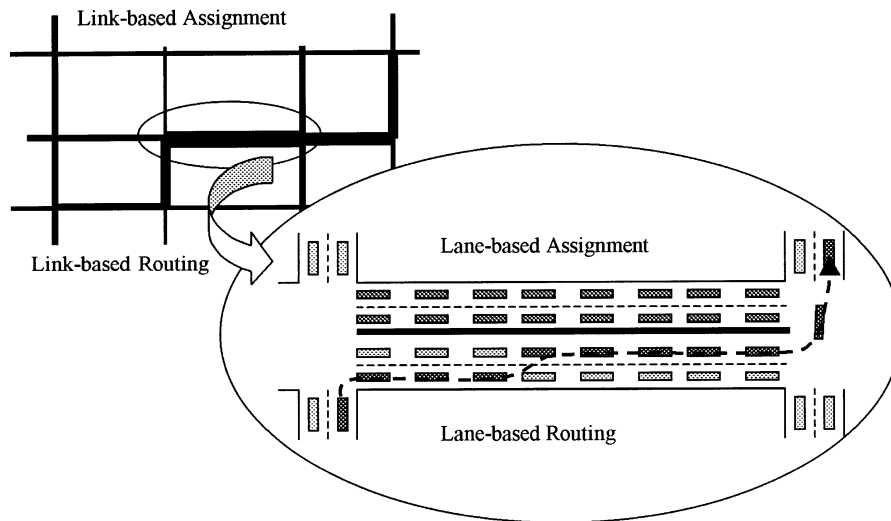 Link-based Assignment
Link-based Routing
Lane-based Assignment
Lane-based Routing